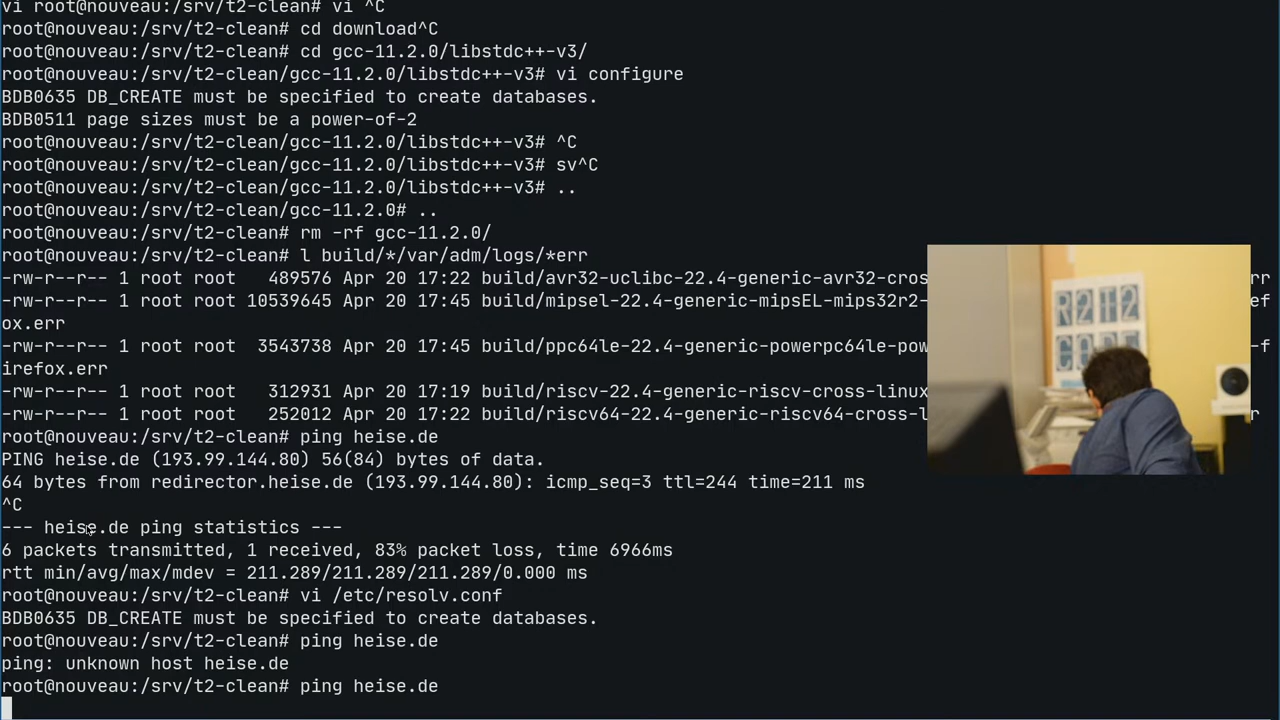 vi root@nouveau:/srv/t2-clean# vi ^C
root@nouveau:/srv/t2-clean# cd download^C
root@nouveau:/srv/t2-clean# cd gcc-11.2.0/libstdc++-v3/
root@nouveau:/srv/t2-clean/gcc-11.2.0/libstdc++-v3# vi configure
BDB0635 DB_CREATE must be specified to create databases.
BDB0511 page sizes must be a power-of-2
root@nouveau:/srv/t2-clean/gcc-11.2.0/libstdc++-v3# ^C
root@nouveau:/srv/t2-clean/gcc-11.2.0/libstdc++-v3# sv^C
root@nouveau:/srv/t2-clean/gcc-11.2.0/libstdc++-v3# ..
root@nouveau:/srv/t2-clean/gcc-11.2.0# ..
root@nouveau:/srv/t2-clean# rm -rf gcc-11.2.0/
root@nouveau:/srv/t2-clean# l build/*/var/adm/logs/*err
-rw-r--r-- 1 root root   489576 Apr 20 17:22 build/avr32-uclibc-22.4-generic-avr32-cros rr
-rw-r--r-- 1 root root 10539645 Apr 20 17:45 build/mipsel-22.4-generic-mipsEL-mips32r2- ef
ox.err
-rw-r--r-- 1 root root  3543738 Apr 20 17:45 build/ppc64le-22.4-generic-powerpc64le-pow -f
irefox.err
-rw-r--r-- 1 root root   312931 Apr 20 17:19 build/riscv-22.4-generic-riscv-cross-linux
-rw-r--r-- 1 root root   252012 Apr 20 17:22 build/riscv64-22.4-generic-riscv64-cross-l r
root@nouveau:/srv/t2-clean# ping heise.de
PING heise.de (193.99.144.80) 56(84) bytes of data.
64 bytes from redirector.heise.de (193.99.144.80): icmp_seq=3 ttl=244 time=211 ms
^C
--- heise.de ping statistics ---
6 packets transmitted, 1 received, 83% packet loss, time 6966ms
rtt min/avg/max/mdev = 211.289/211.289/211.289/0.000 ms
root@nouveau:/srv/t2-clean# vi /etc/resolv.conf
BDB0635 DB_CREATE must be specified to create databases.
root@nouveau:/srv/t2-clean# ping heise.de
ping: unknown host heise.de
root@nouveau:/srv/t2-clean# ping heise.de
R2T2